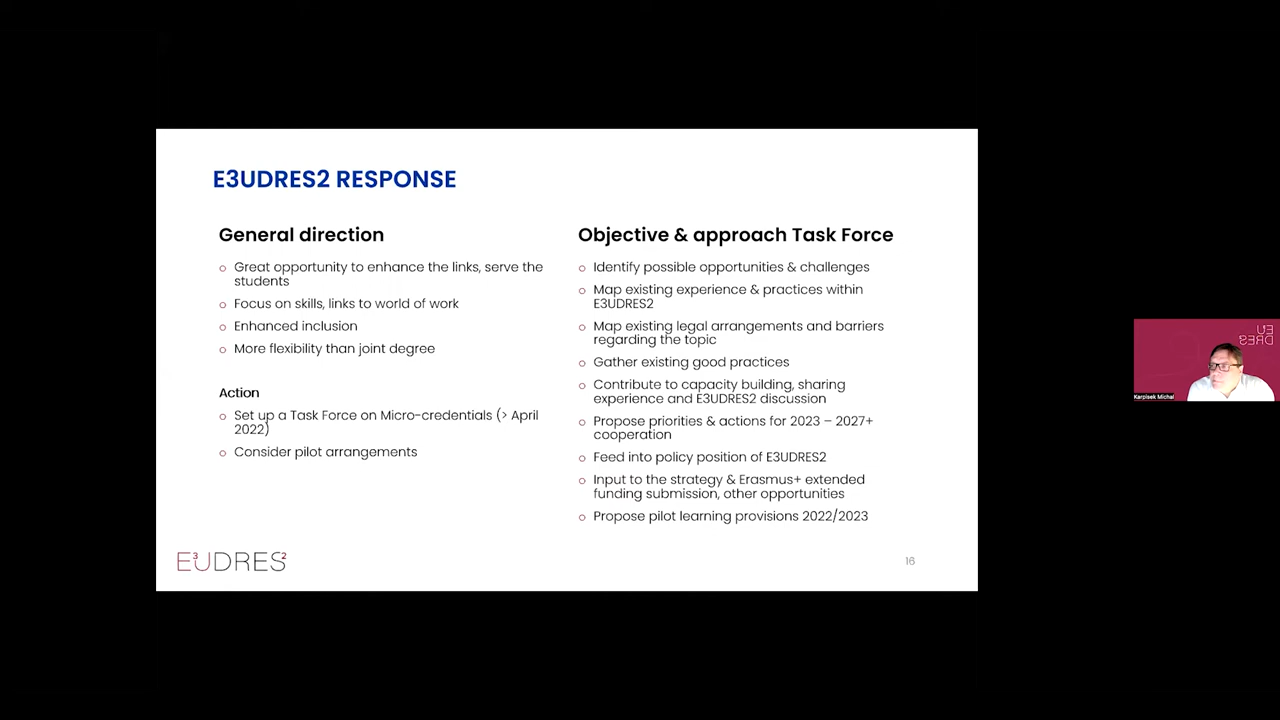 E3UDRES2 RESPONSE
General direction
Great opportunity to enhance the links, serve the
students
Focus on skills, links to world of work
Enhanced inclusion
More flexibility than joint degree
Action
Set up a Task Force on Micro-credentials (> April
2022)
Consider pilot arrangements
Objective & approach Task Force
Identify possible opportunities & challenges
Map existing experience & practices within
E3UDRES2
Map existing legal arrangements and barriers
regarding the topic
Gather existing good practices
Contribute to capacity building, sharing
experience and E3UDRES2 discussion
Propose priorities & actions for 2023 – 2027+
cooperation
Feed into policy position of E3UDRES2
Input to the strategy & Erasmus+ extended
funding submission, other opportunities
Propose pilot learning provisions 2022/2023
E³UDRES²
16
EU
DRES
Karpisek Michal